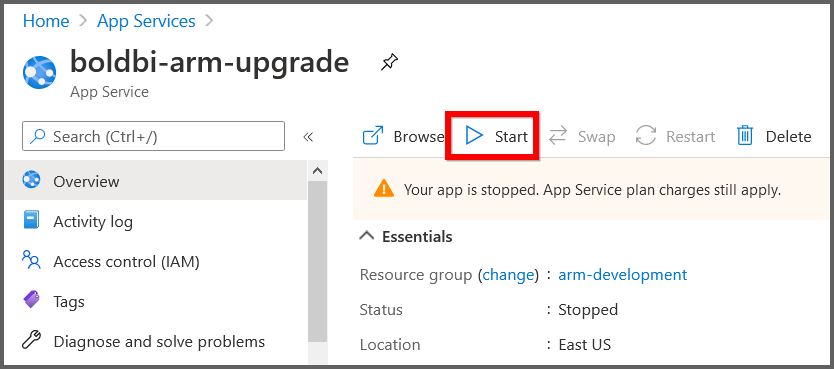 Home > App Services >
boldbi-arm-upgrade
App Service
Search (Ctrl+/)
«
Browse
Start
Swap
Restart
Delete
Overview
Activity log
Access control (IAM)
Tags
Diagnose and solve problems
Your app is stopped. App Service plan charges still apply.
Essentials
Resource group (change) : arm-development
Status : Stopped
Location : East US